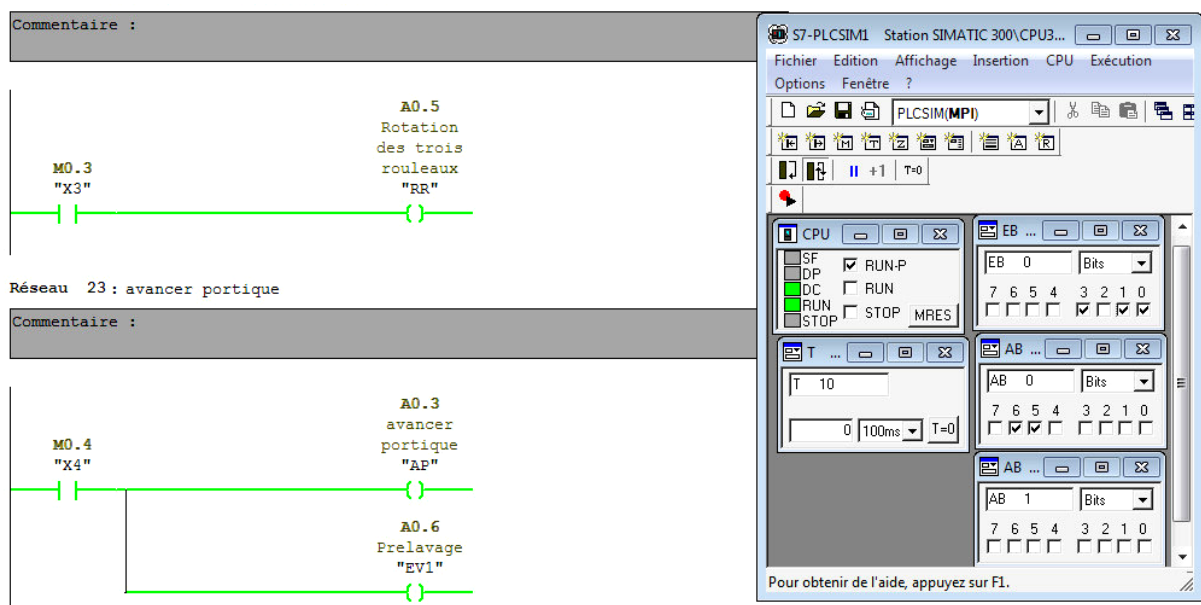 Commentaire :
A0.5
Rotation
des trois
rouleaux
"RR"
M0.3
"X3"
Réseau 23 : avancer portique
Commentaire :
A0.3
avancer
portique
"AP"
M0.4
"X4"
A0.6
Prelavage
"EV1"
S7-PLCSIM1 Station SIMATIC 300\CPU3...
Fichier Edition Affichage Insertion CPU Exécution
Options Fenêtre ?
PLCSIM(MPI)
+1 T=0
CPU
SF
DP
DC
RUN
STOP
RUN-P
RUN
STOP MRES
EB ...
EB 0 Bits
7 6 5 4 3 2 1 0
T ...
T 10
0 100ms T=0
AB ...
AB 0 Bits
7 6 5 4 3 2 1 0
AB ...
AB 1 Bits
7 6 5 4 3 2 1 0
Pour obtenir de l'aide, appuyez sur F1.